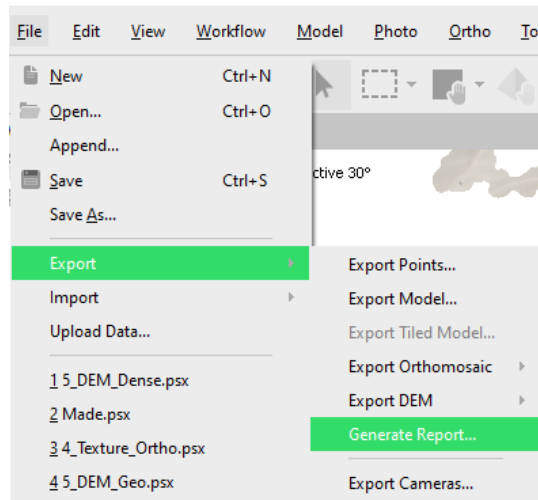 File Edit View Workflow Model Photo Ortho To
New Ctrl+N
Open... Ctrl+O
Append...
ctive 30°
Save Ctrl+S
Save As...
Export
Export Points...
Import
Export Model...
Upload Data...
Export Tiled Model...
Export Orthomosaic
1 5_DEM_Dense.psx
Export DEM
2 Made.psx
Generate Report...
3 4_Texture_Ortho.psx
4 5_DEM_Geo.psx
Export Cameras...